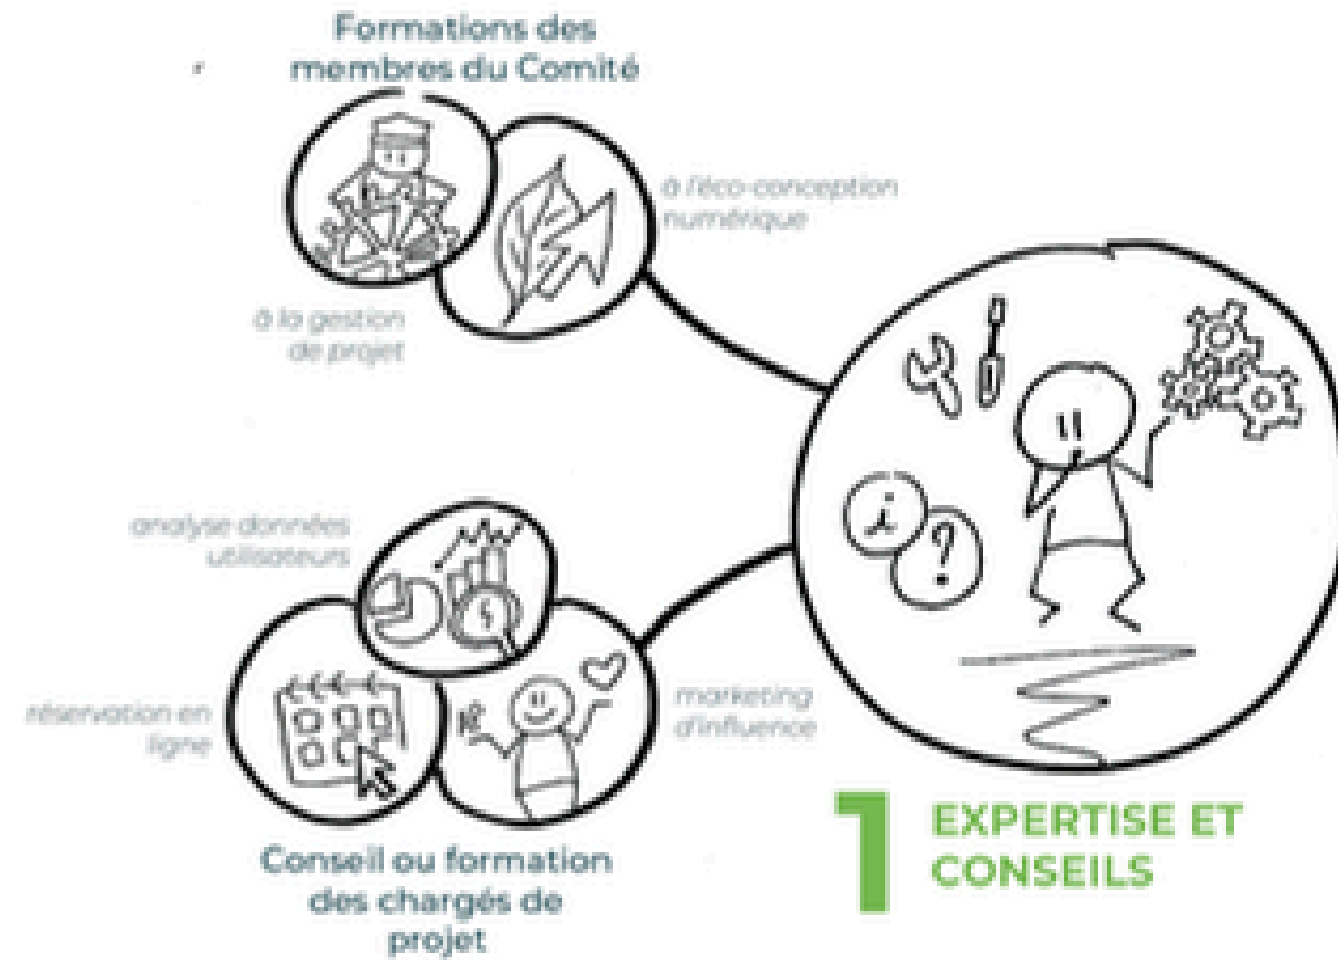 Formations des
membres du Comité
à l'éco-conception
numérique
à la gestion
de projet
analyse données
utilisateurs
réservation en
ligne
marketing
d'influence
Conseil ou formation
des chargés de
projet
i
?
1
EXPERTISE ET
CONSEILS